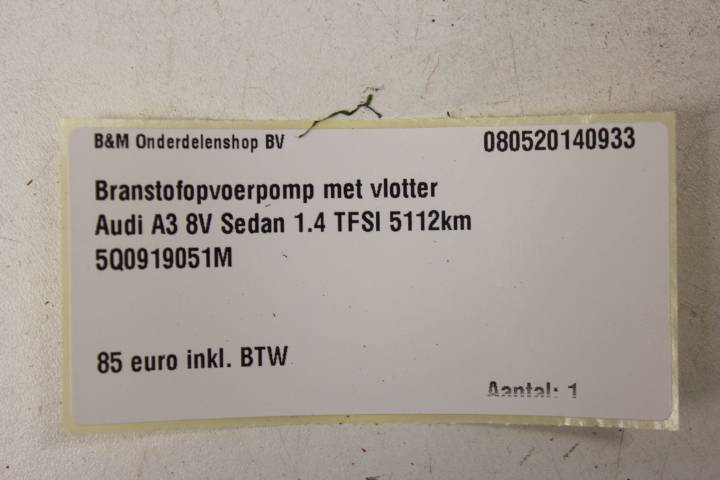 B&M Onderdelenshop BV
080520140933
Branstofopvoerpomp met vlotter
Audi A3 8V Sedan 1.4 TFSI 5112km
5Q0919051M
85 euro inkl. BTW
Aantal: 1